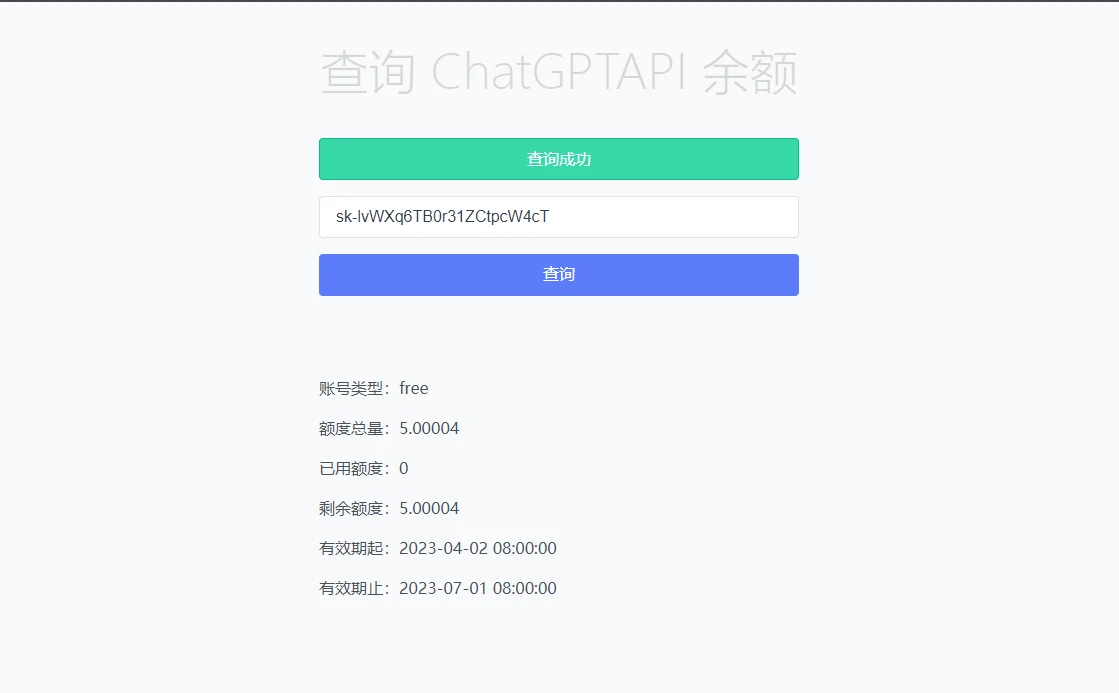 查询 ChatGPTAPI 余额
查询成功
sk-lvWXq6TB0r31ZCtpcW4cT
查询
账号类型：free
额度总量：5.00004
已用额度：0
剩余额度：5.00004
有效期起：2023-04-02 08:00:00
有效期止：2023-07-01 08:00:00